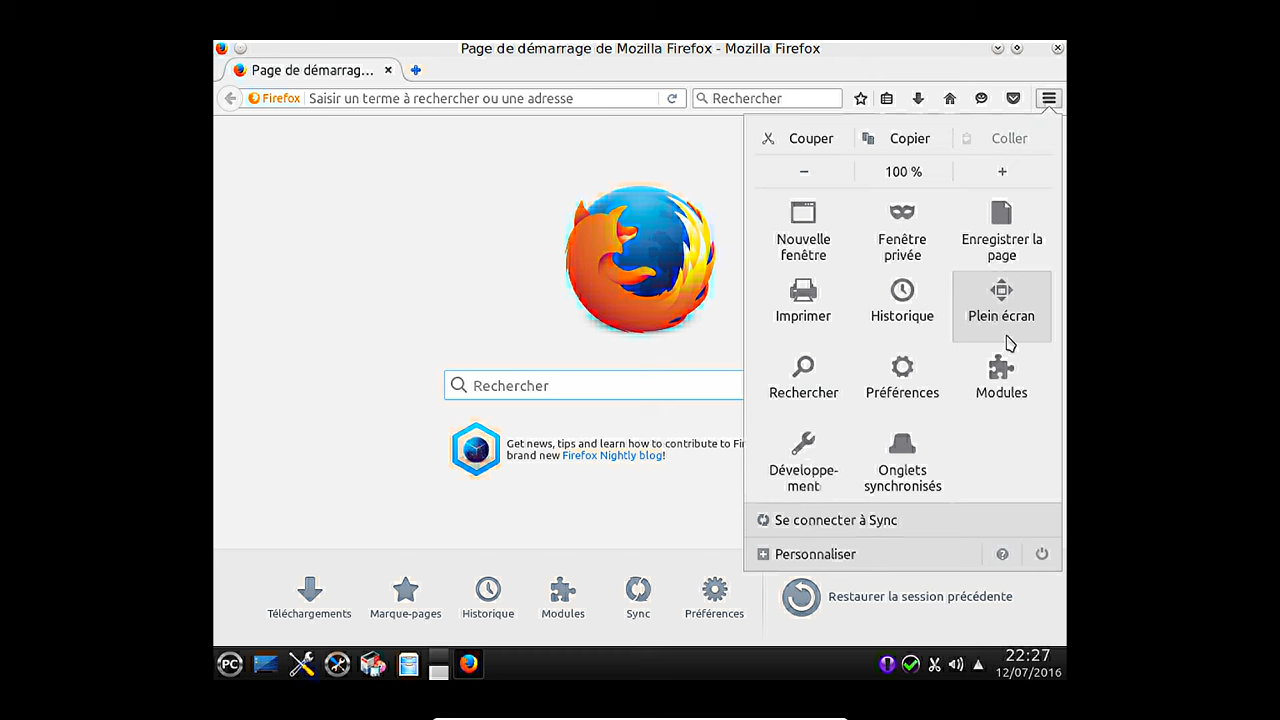 Page de démarrage de Mozilla Firefox - Mozilla Firefox
Page de démarrag...
Firefox Saisir un terme à rechercher ou une adresse
Rechercher
Couper Copier Coller
− 100 % +
Nouvelle
fenêtre
Fenêtre
privée
Enregistrer la
page
Imprimer Historique Plein écran
Rechercher Préférences Modules
Développe-
ment
Onglets
synchronisés
Se connecter à Sync
Personnaliser
Rechercher
Get news, tips and learn how to contribute to Fir
brand new Firefox Nightly blog!
Téléchargements Marque-pages Historique Modules Sync Préférences
Restaurer la session précédente
PC
22:27
12/07/2016